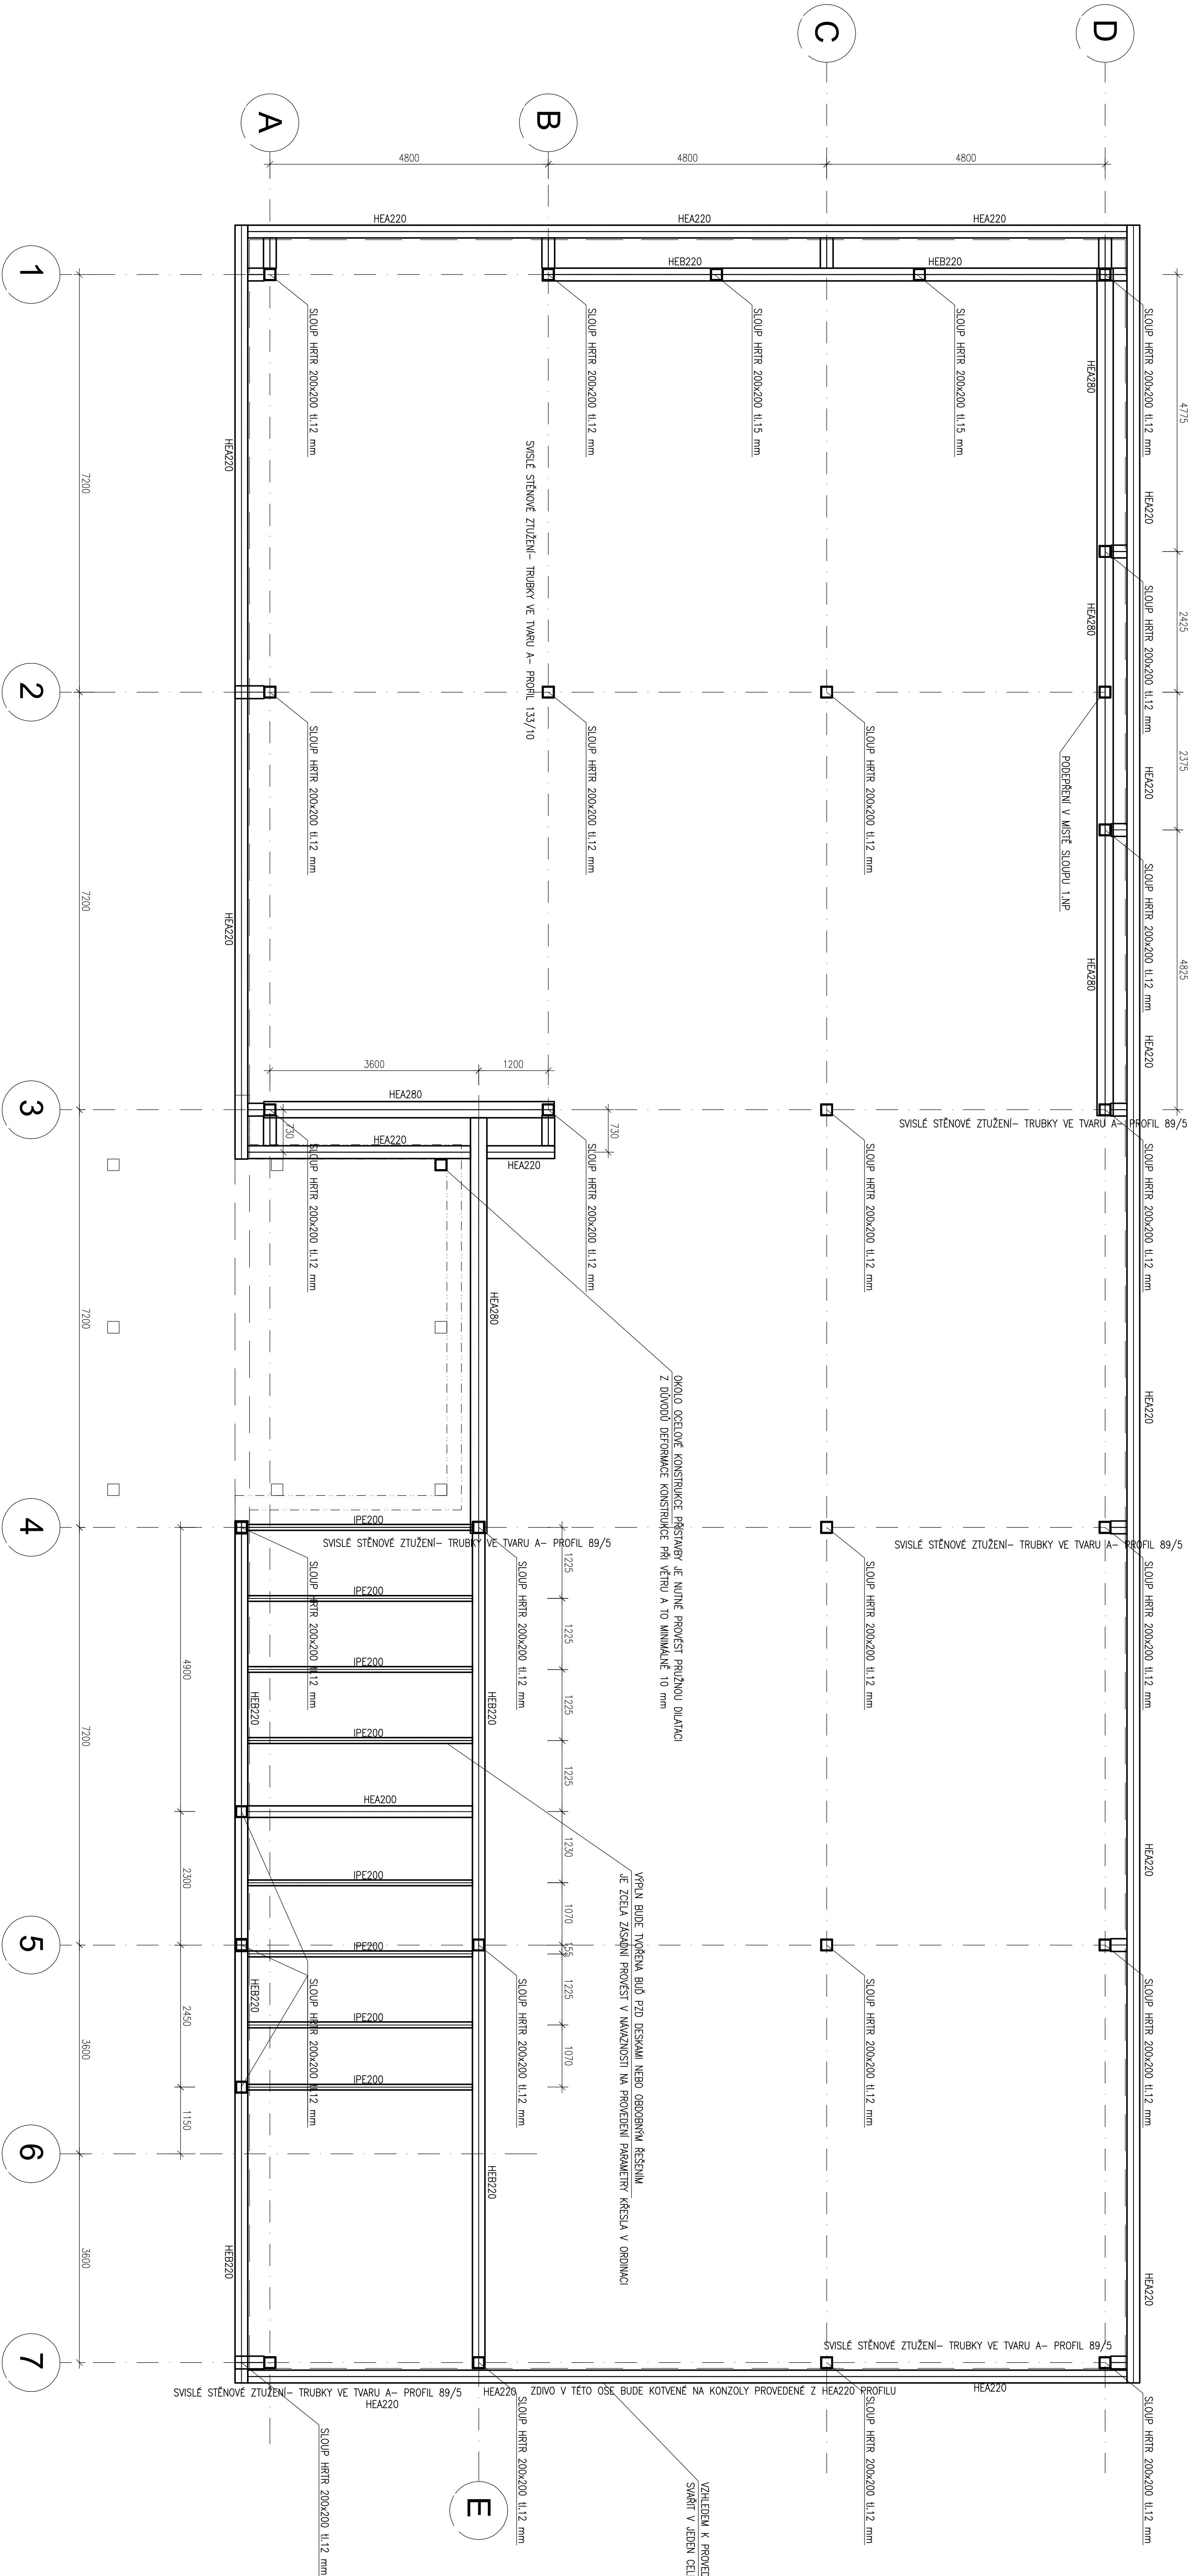 C
D
A
B
4800
4800
4800
HEA220
HEA220
HEA220
HEB220
HEB220
1
SLOUP HRTR 200x200 tl.12 mm
SLOUP HRTR 200x200 tl.12 mm
SLOUP HRTR 200x200 tl.15 mm
SLOUP HRTR 200x200 tl.15 mm
SLOUP HRTR 200x200 tl.12 mm
HEA280
4775
HEA220
7200
HEA220
SVISLÉ STĚNOVÉ ZTUŽENÍ- TRUBKY VE TVARU A- PROFIL 133/10
SLOUP HRTR 200x200 tl.12 mm
HEA280
2425
2
SLOUP HRTR 200x200 tl.12 mm
SLOUP HRTR 200x200 tl.12 mm
SLOUP HRTR 200x200 tl.12 mm
PODEPŘENÍ V MÍSTĚ SLOUPU 1.NP
HEA220
2375
SLOUP HRTR 200x200 tl.12 mm
HEA220
7200
HEA280
4825
HEA220
3600
1200
HEA280
3
SVISLÉ STĚNOVÉ ZTUŽENÍ- TRUBKY VE TVARU A- PROFIL 89/5
730
730
HEA220
HEA220
SLOUP HRTR 200x200 tl.12 mm
SLOUP HRTR 200x200 tl.12 mm
SLOUP HRTR 200x200 tl.12 mm
SLOUP HRTR 200x200 tl.12 mm
7200
HEA280
HEA220
OKOLO OCELOVÉ KONSTRUKCE PŘÍSTAVBY JE NUTNÉ PROVÉST PRUŽNOU DILATACI
Z DŮVODŮ DEFORMACE KONSTRUKCE PŘI VĚTRU A TO MINIMÁLNĚ 10 mm
4
IPE200
SVISLÉ STĚNOVÉ ZTUŽENÍ- TRUBKY VE TVARU A- PROFIL 89/5
SVISLÉ STĚNOVÉ ZTUŽENÍ- TRUBKY VE TVARU A- PROFIL 89/5
SLOUP HRTR 200x200 tl.12 mm
SLOUP HRTR 200x200 tl.12 mm
SLOUP HRTR 200x200 tl.12 mm
SLOUP HRTR 200x200 tl.12 mm
1225
IPE200
1225
IPE200
4900
HEB220
HEB220
1225
7200
IPE200
1225
HEA200
1230
HEA220
2300
IPE200
1070
VÝPLN BUDE TVOŘENA BUĎ PZD DESKAMI NEBO OBDOBNÝM ŘEŠENÍM
JE ZCELA ZÁSADNÍ PROVÉST V NÁVAZNOSTI NA PROVEDENÍ PARAMETRY KŘESLA V ORDINACI
5
IPE200
155
HEB220
SLOUP HRTR 200x200 tl.12 mm
SLOUP HRTR 200x200 tl.12 mm
SLOUP HRTR 200x200 tl.12 mm
SLOUP HRTR 200x200 tl.12 mm
1225
2450
IPE200
3600
1070
IPE200
1150
6
HEB220
3600
HEB220
HEA220
7
SVISLÉ STĚNOVÉ ZTUŽENÍ- TRUBKY VE TVARU A- PROFIL 89/5
SVISLÉ STĚNOVÉ ZTUŽENÍ- TRUBKY VE TVARU A- PROFIL 89/5
HEA220
HEA220
ZDIVO V TÉTO OSE BUDE KOTVENÉ NA KONZOLY PROVEDENÉ Z HEA220 PROFILU
HEA220
SLOUP HRTR 200x200 tl.12 mm
SLOUP HRTR 200x200 tl.12 mm
SLOUP HRTR 200x200 tl.12 mm
SLOUP HRTR 200x200 tl.12 mm
E
VZHLEDEM K PROVED
SVAŘIT V JEDEN CEL